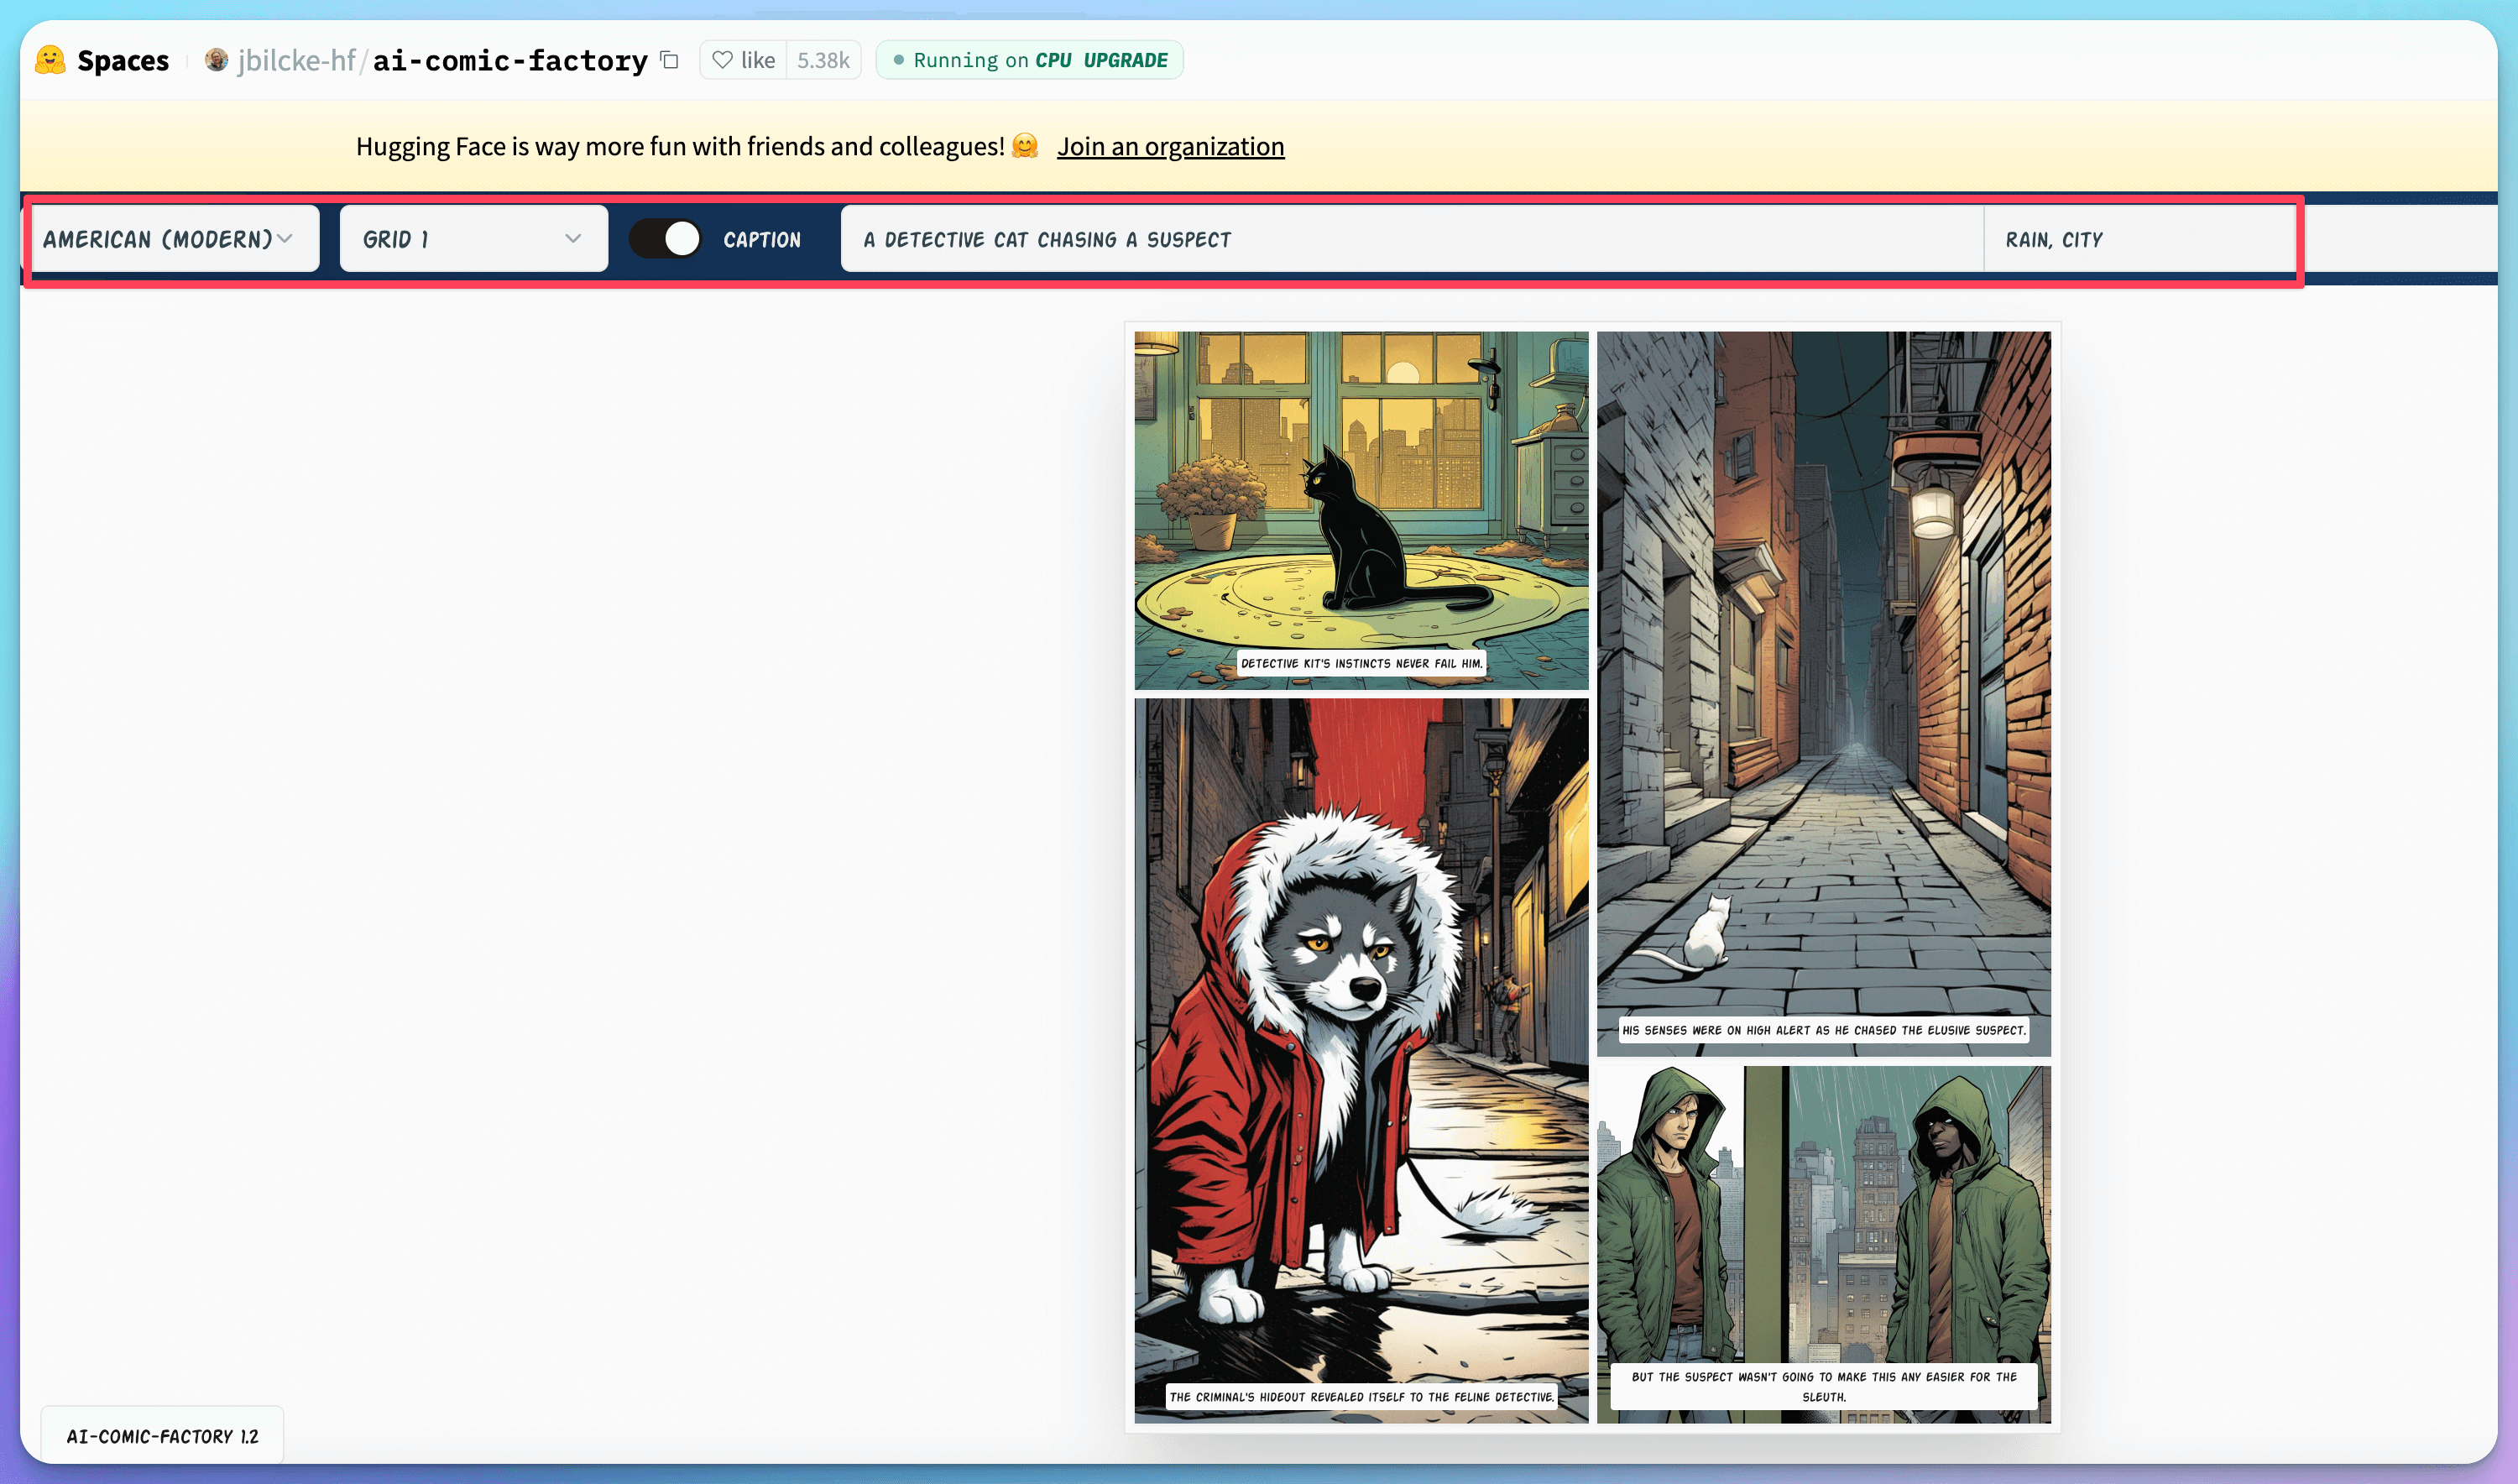 Spaces jbilcke-hf/ai-comic-factory like 5.38k Running on CPU UPGRADE
Hugging Face is way more fun with friends and colleagues! 🤗 Join an organization
AMERICAN (MODERN) GRID 1 CAPTION A DETECTIVE CAT CHASING A SUSPECT RAIN, CITY
DETECTIVE KIT'S INSTINCTS NEVER FAIL HIM.
HIS SENSES WERE ON HIGH ALERT AS HE CHASED THE ELUSIVE SUSPECT.
THE CRIMINAL'S HIDEOUT REVEALED ITSELF TO THE FELINE DETECTIVE.
BUT THE SUSPECT WASN'T GOING TO MAKE THIS ANY EASIER FOR THE
SLEUTH.
AI-COMIC-FACTORY 1.2